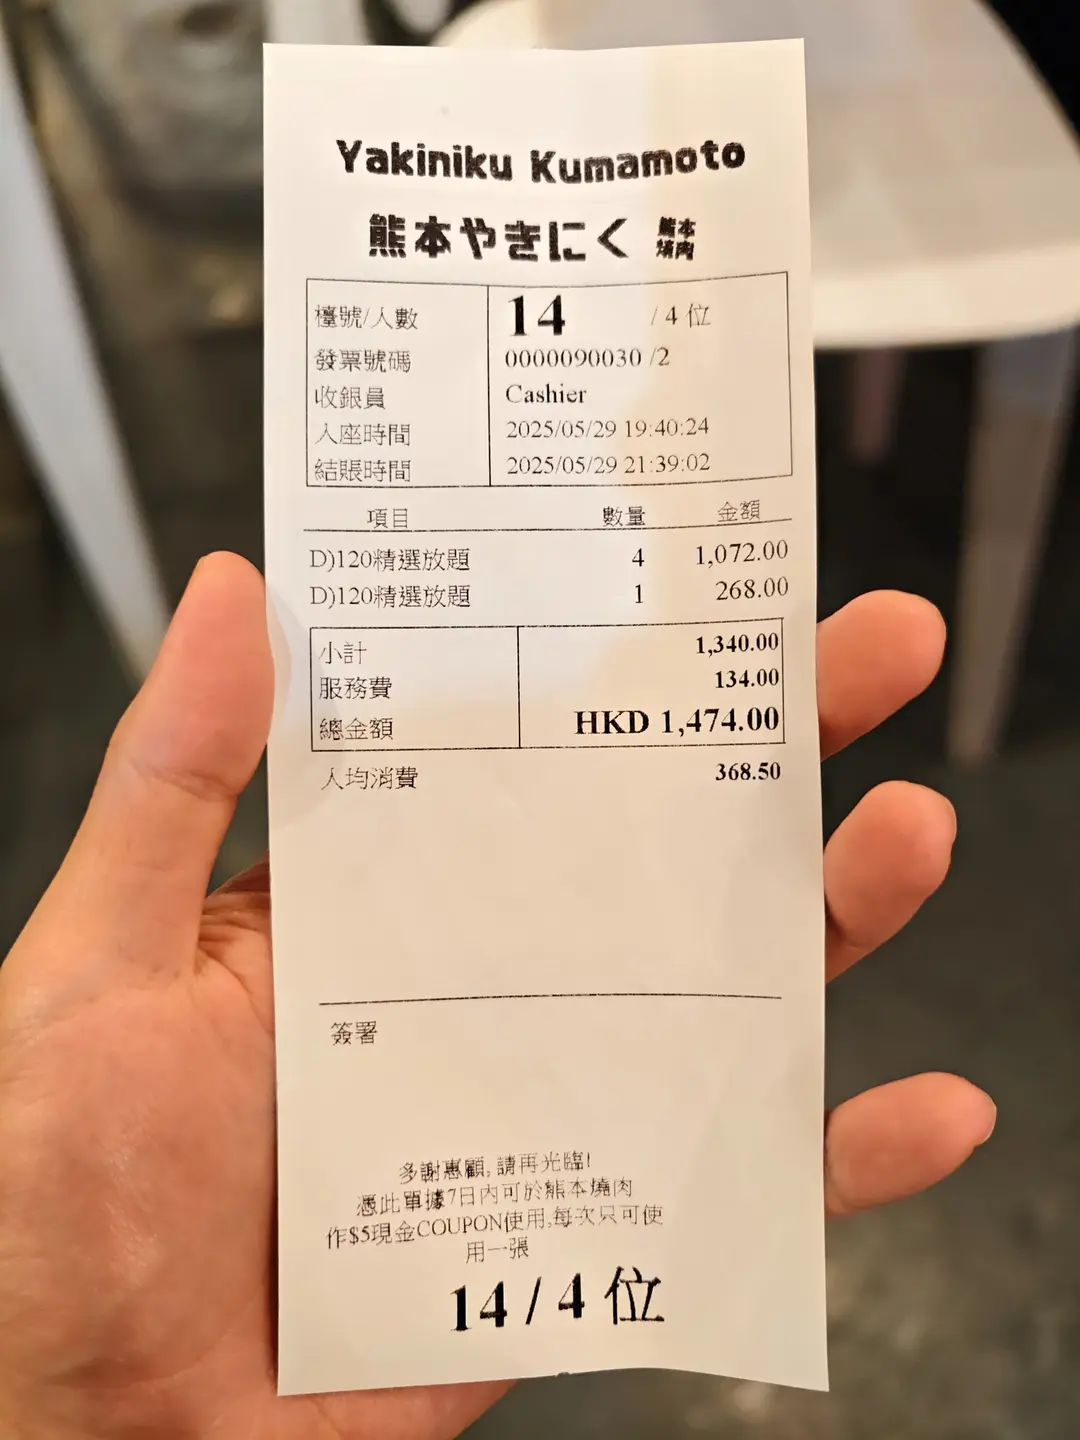 Yakiniku Kumamoto
熊本やきにく 熊本燒肉
檯號/人數 14 / 4 位
發票號碼 0000090030 /2
收銀員 Cashier
入座時間 2025/05/29 19:40:24
結賬時間 2025/05/29 21:39:02
項目 數量 金額
D)120精選放題 4 1,072.00
D)120精選放題 1 268.00
小計 1,340.00
服務費 134.00
總金額 HKD 1,474.00
人均消費 368.50
簽署
多謝惠顧, 請再光臨!
憑此單據7日內可於熊本燒肉
作$5現金COUPON使用,每次只可使
用一張
14 / 4 位